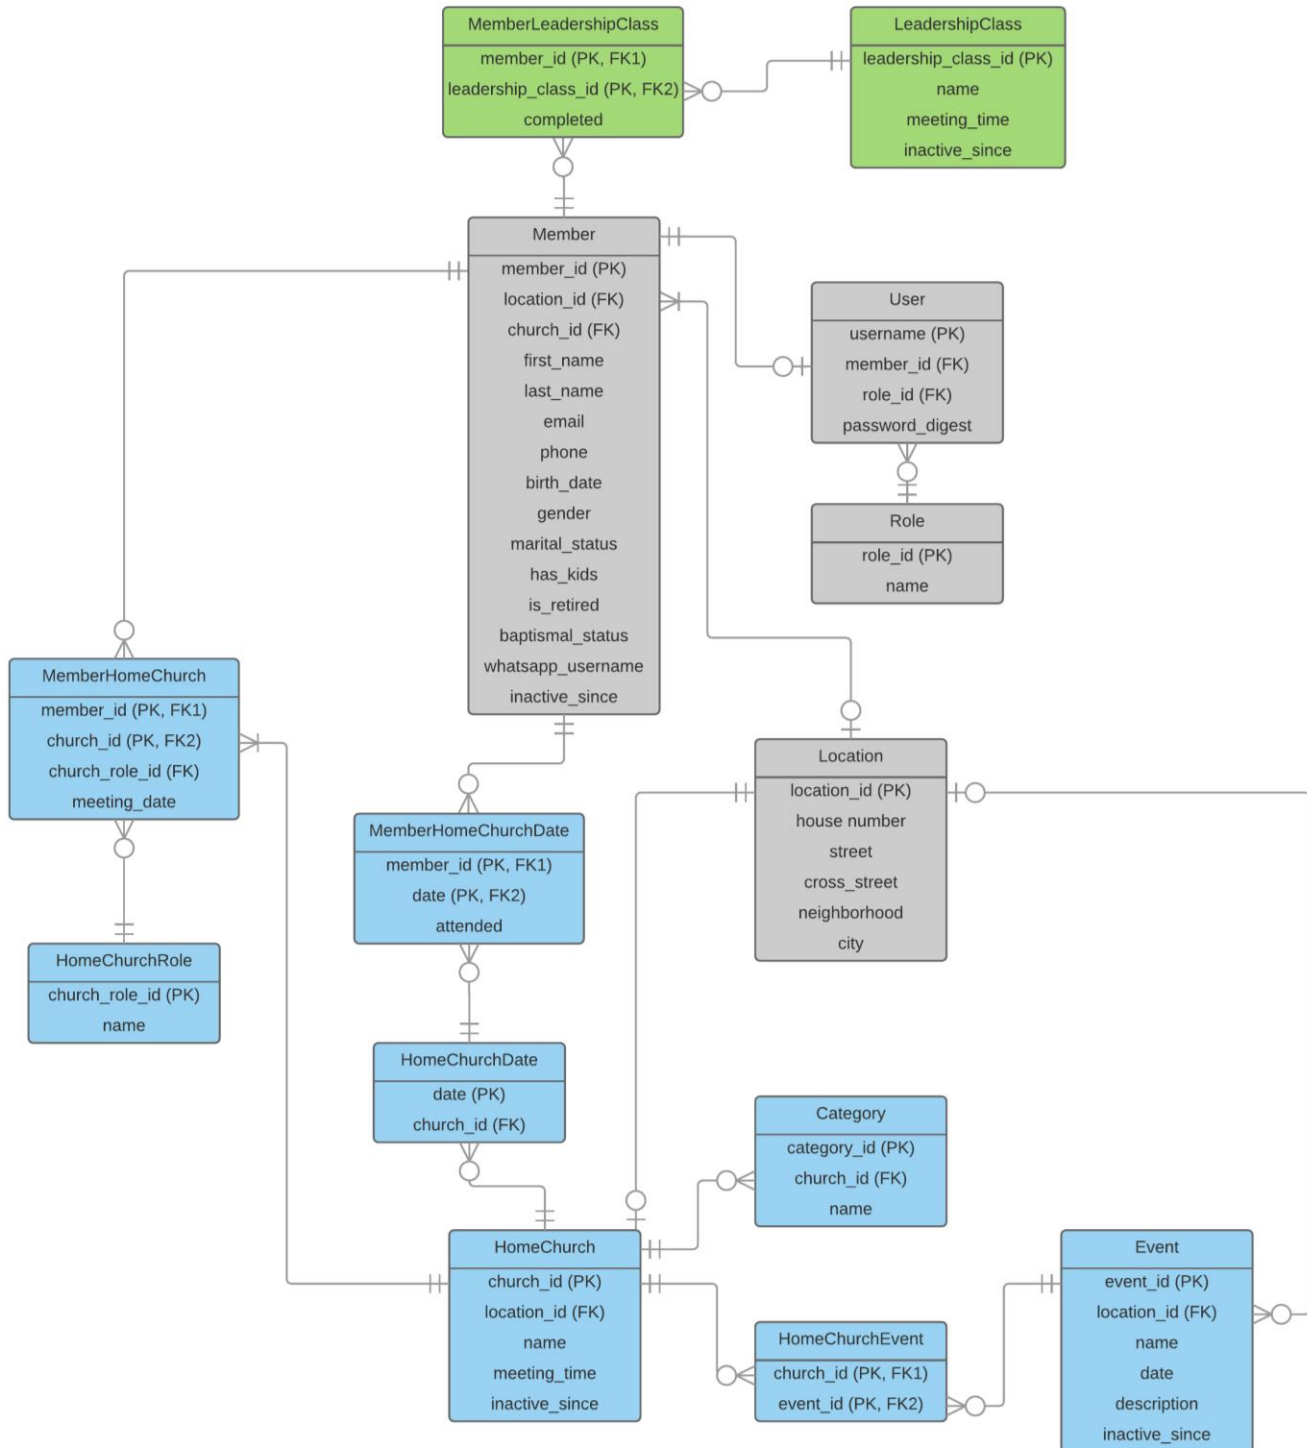 MemberLeadershipClass
member_id (PK, FK1)
leadership_class_id (PK, FK2)
completed
LeadershipClass
leadership_class_id (PK)
name
meeting_time
inactive_since
Member
member_id (PK)
location_id (FK)
church_id (FK)
first_name
last_name
email
phone
birth_date
gender
marital_status
has_kids
is_retired
baptismal_status
whatsapp_username
inactive_since
User
username (PK)
member_id (FK)
role_id (FK)
password_digest
Role
role_id (PK)
name
MemberHomeChurch
member_id (PK, FK1)
church_id (PK, FK2)
church_role_id (FK)
meeting_date
HomeChurchRole
church_role_id (PK)
name
MemberHomeChurchDate
member_id (PK, FK1)
date (PK, FK2)
attended
Location
location_id (PK)
house number
street
cross_street
neighborhood
city
HomeChurchDate
date (PK)
church_id (FK)
Category
category_id (PK)
church_id (FK)
name
HomeChurch
church_id (PK)
location_id (FK)
name
meeting_time
inactive_since
HomeChurchEvent
church_id (PK, FK1)
event_id (PK, FK2)
Event
event_id (PK)
location_id (FK)
name
date
description
inactive_since